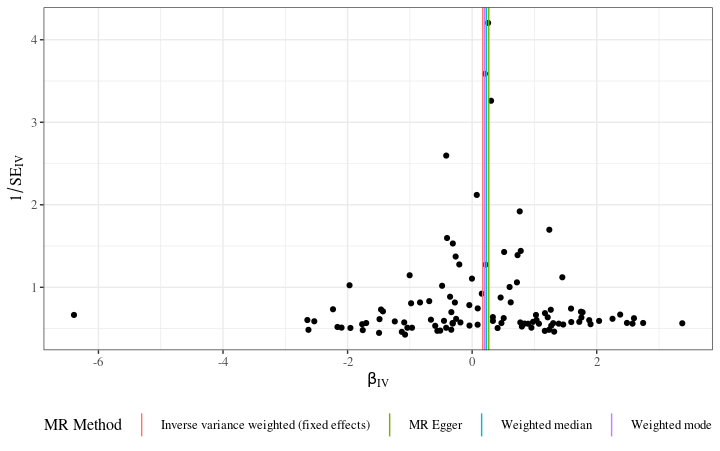 4
3
2
1
1/SE_IV
-6
-4
-2
0
2
β_IV
MR Method
Inverse variance weighted (fixed effects)
MR Egger
Weighted median
Weighted mode